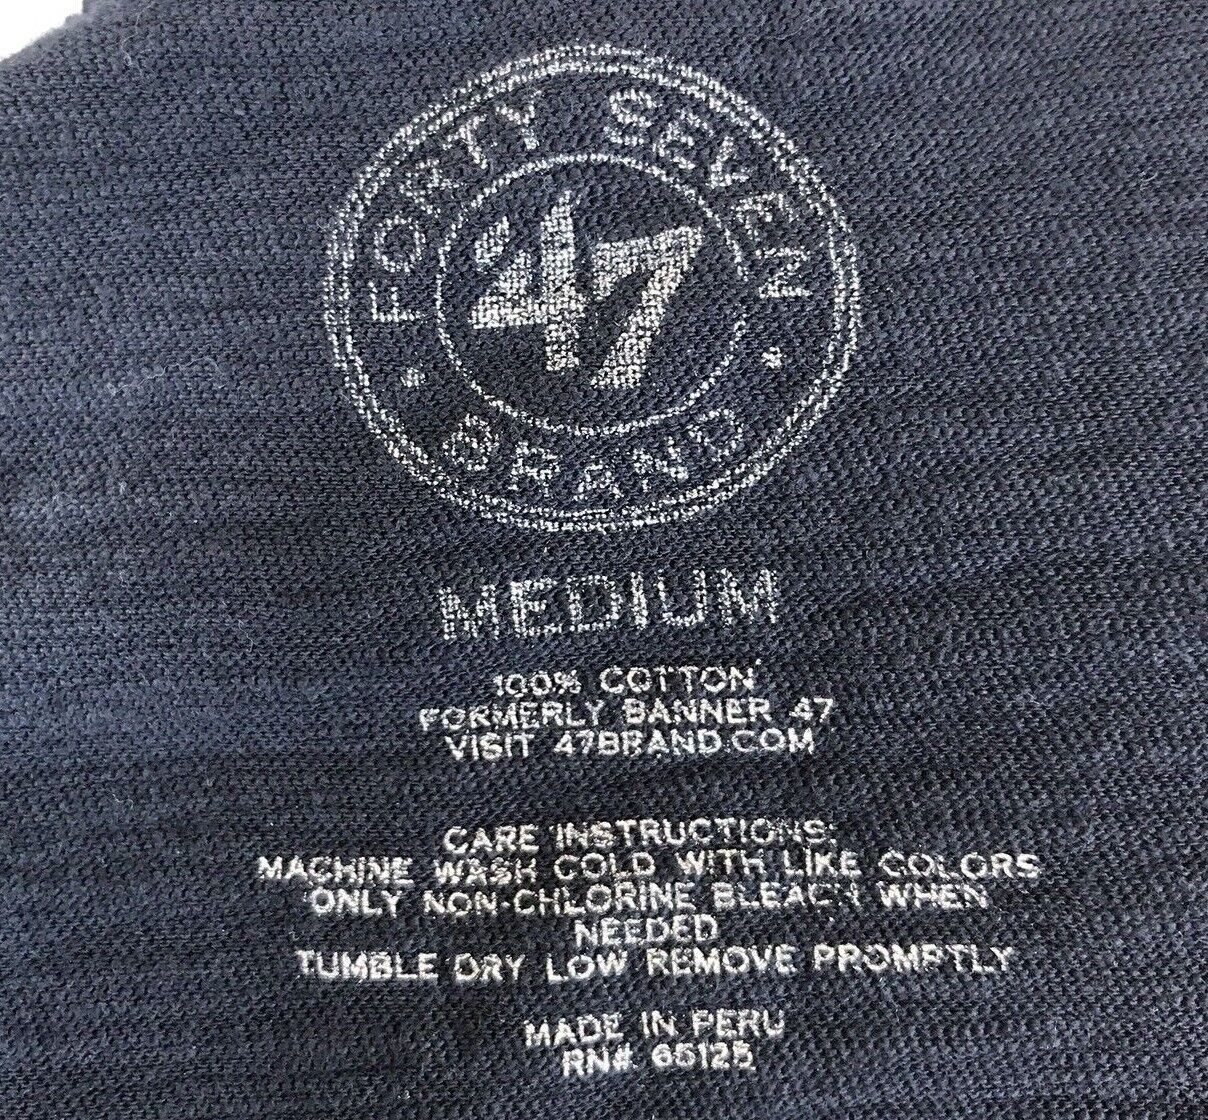 FORTY SEVEN
47
BRAND
MEDIUM
100% COTTON
FORMERLY BANNER 47
VISIT 47BRAND.COM
CARE INSTRUCTIONS:
MACHINE WASH COLD WITH LIKE COLORS
ONLY NON-CHLORINE BLEACH WHEN
NEEDED
TUMBLE DRY LOW REMOVE PROMPTLY
MADE IN PERU
RN#: 65125